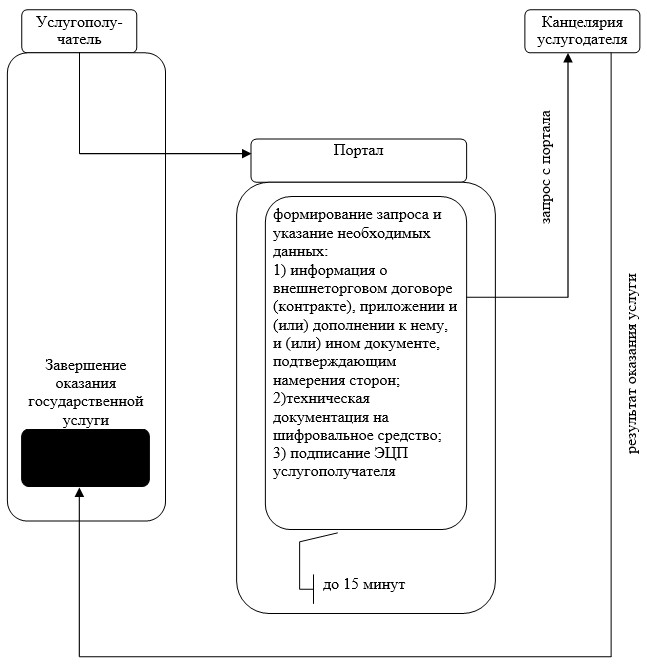 Услугополу-
чатель
Канцелярия
услугодателя
Портал
запрос с портала
формирование запроса и
указание необходимых
данных:
1) информация о
внешнеторговом договоре
(контракте), приложении и
(или) дополнении к нему,
и (или) ином документе,
подтверждающим
намерения сторон;
2)техническая
документация на
шифровальное средство;
3) подписание ЭЦП
услугополучателя
Завершение
оказания
государственной
услуги
результат оказания услуги
до 15 минут